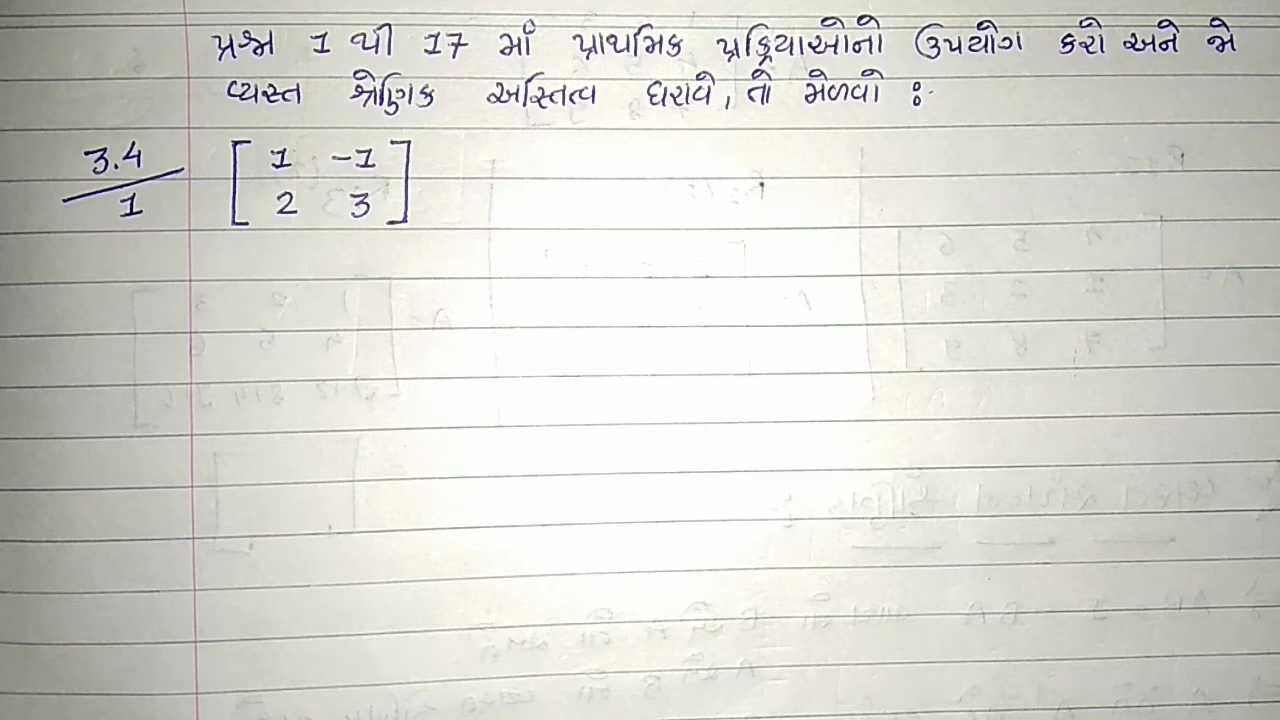 પ્રશ્ન 1 થી 17 માં પ્રાથમિક પ્રક્રિયાઓનો ઉપયોગ કરો અને જો
વ્યસ્ત શ્રેણિક અસ્તિત્વ ધરાવે, તો મેળવો :-
3.4 1 -1
1 2 3